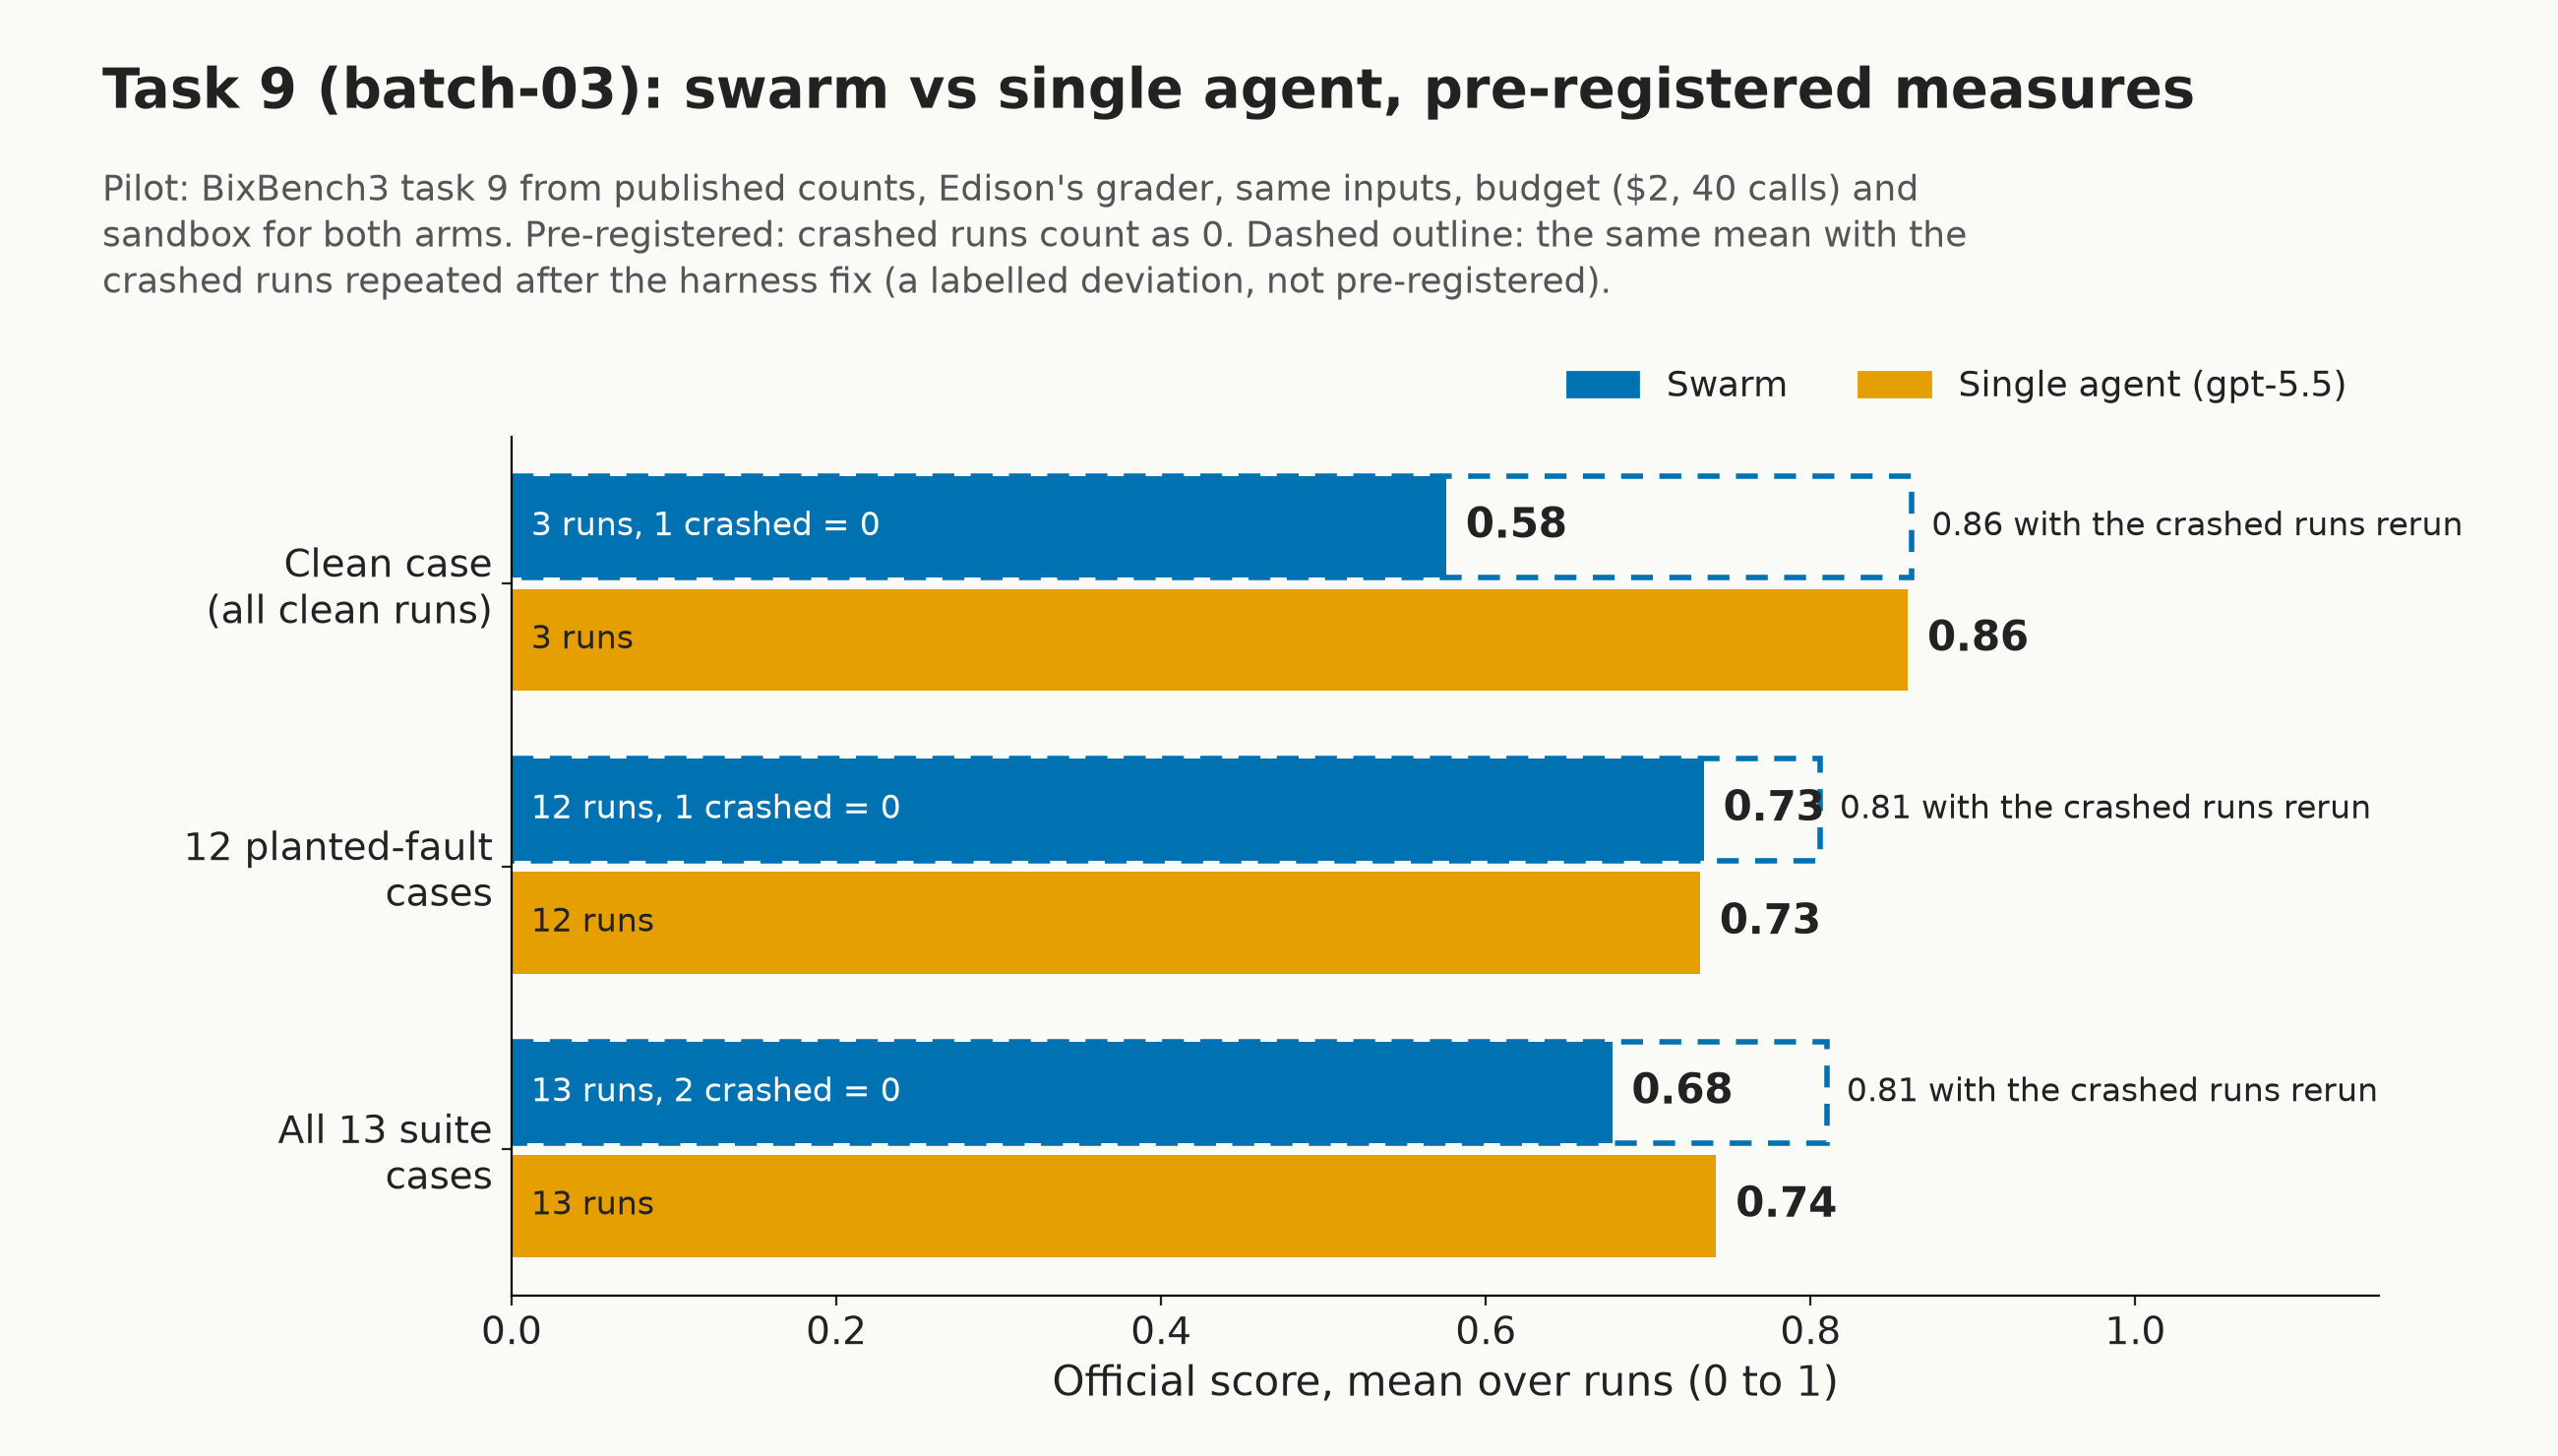 Task 9 (batch-03): swarm vs single agent, pre-registered measures
Pilot: BixBench3 task 9 from published counts, Edison's grader, same inputs, budget ($2, 40 calls) and
sandbox for both arms. Pre-registered: crashed runs count as 0. Dashed outline: the same mean with the
crashed runs repeated after the harness fix (a labelled deviation, not pre-registered).
Swarm
Single agent (gpt-5.5)
Clean case
(all clean runs)
3 runs, 1 crashed = 0
0.58
0.86 with the crashed runs rerun
3 runs
0.86
12 planted-fault
cases
12 runs, 1 crashed = 0
0.73
0.81 with the crashed runs rerun
12 runs
0.73
All 13 suite
cases
13 runs, 2 crashed = 0
0.68
0.81 with the crashed runs rerun
13 runs
0.74
0.0 0.2 0.4 0.6 0.8 1.0
Official score, mean over runs (0 to 1)